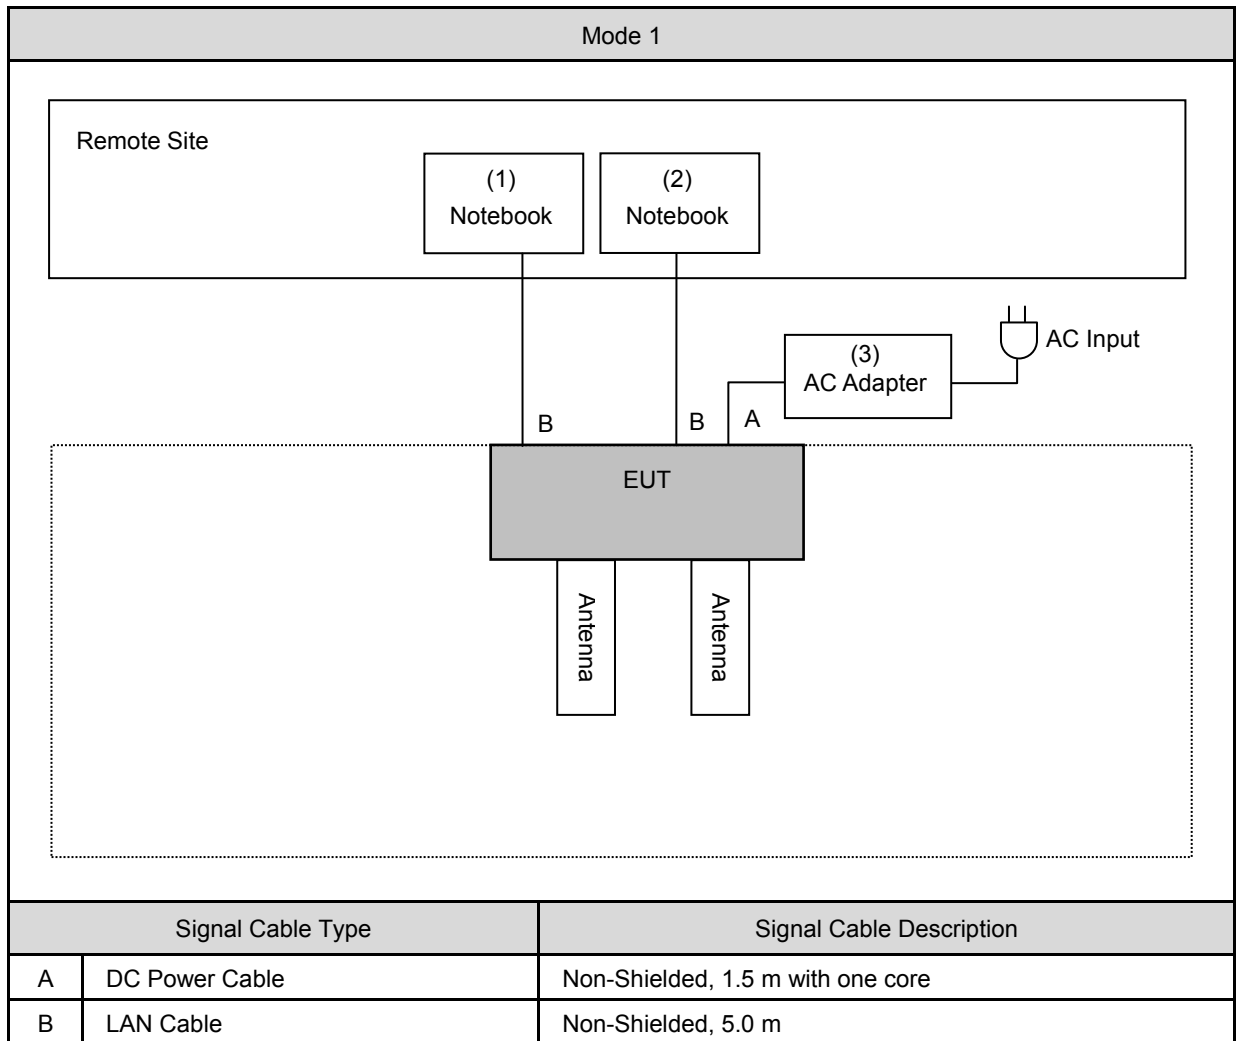 Mode 1
Remote Site
(1)
Notebook
(2)
Notebook
AC Input
(3)
AC Adapter
B
B
A
EUT
Antenna
Antenna
Signal Cable Type
Signal Cable Description
A
DC Power Cable
Non-Shielded, 1.5 m with one core
B
LAN Cable
Non-Shielded, 5.0 m